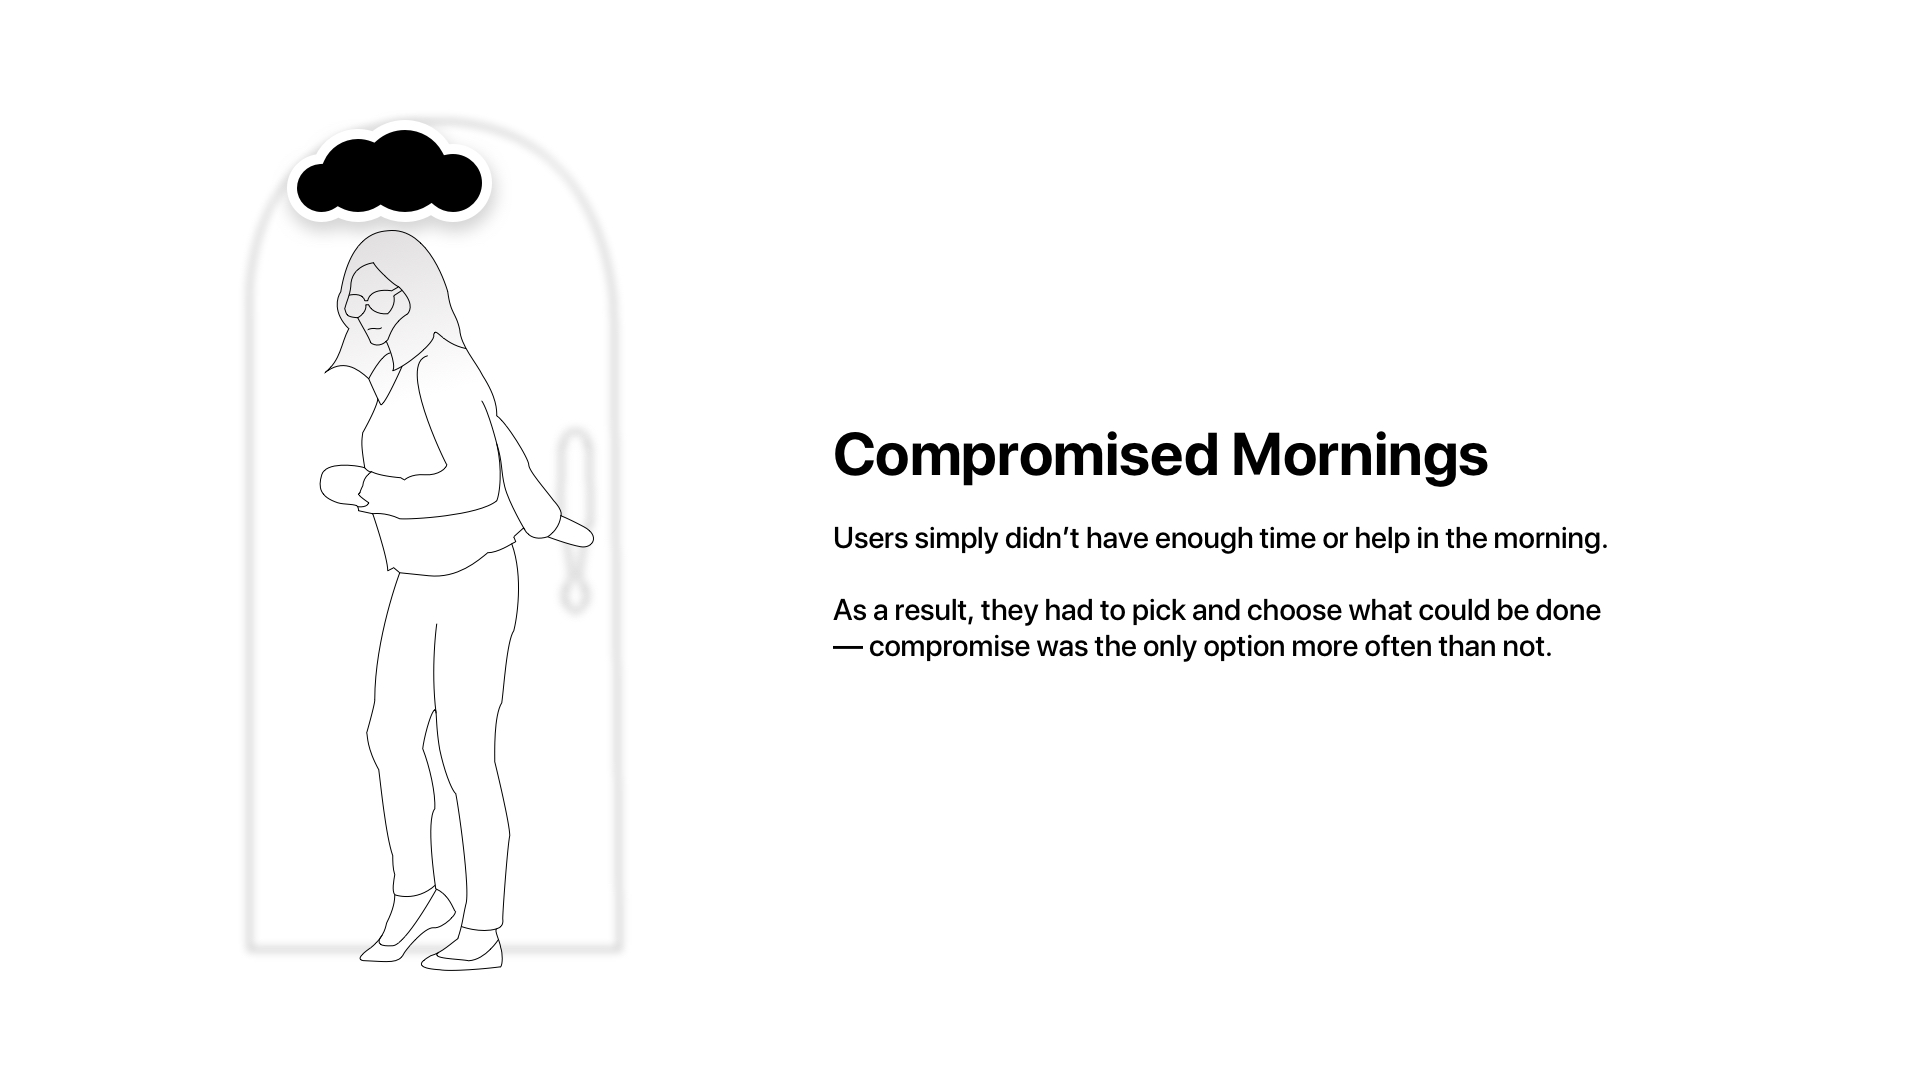 Compromised Mornings
Users simply didn’t have enough time or help in the morning.
As a result, they had to pick and choose what could be done
— compromise was the only option more often than not.